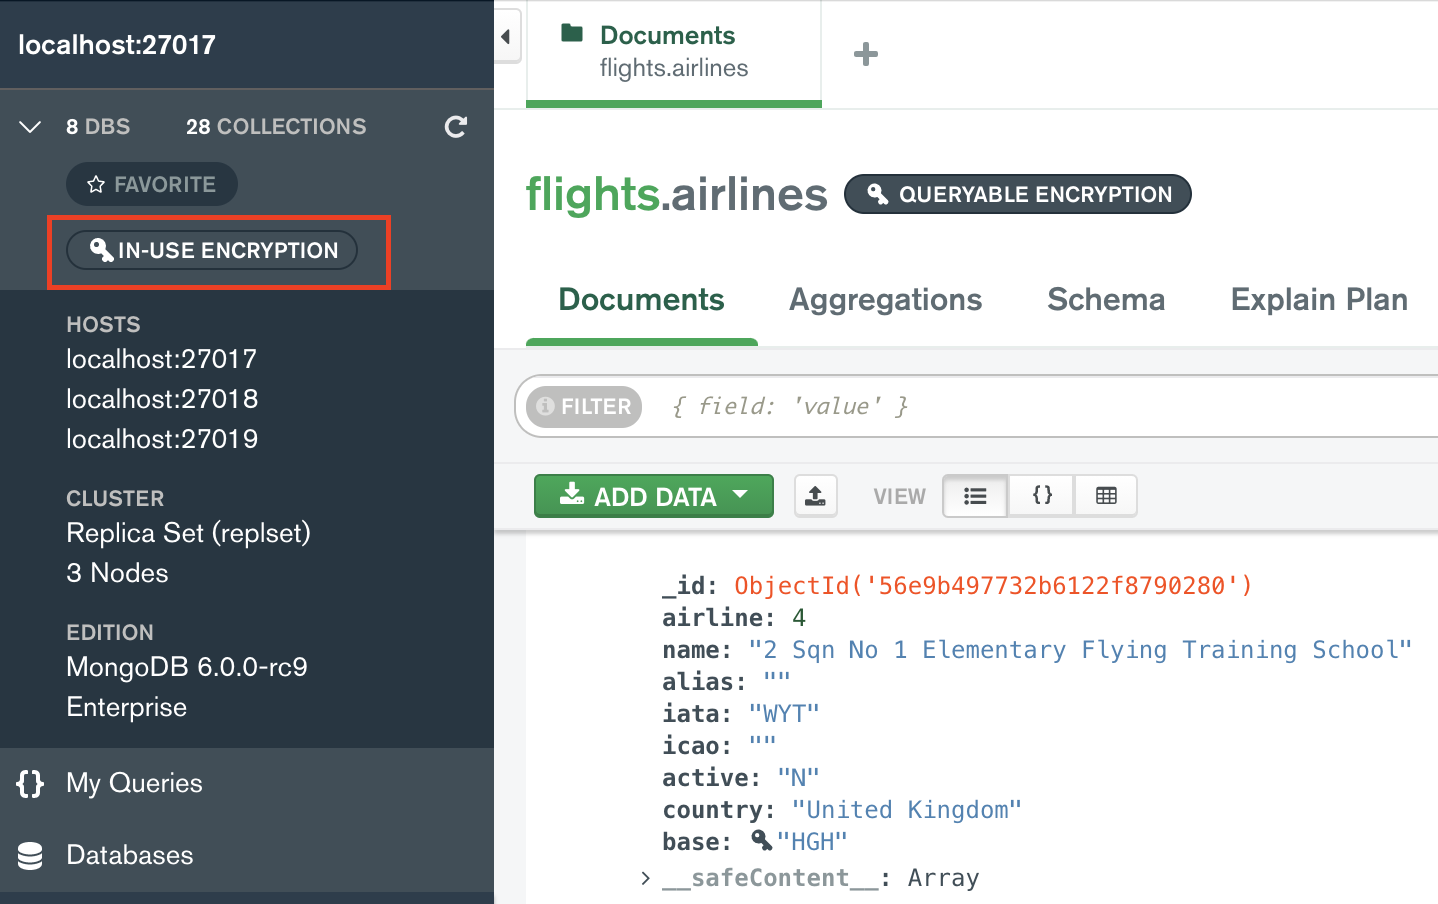 localhost:27017
8 DBS 28 COLLECTIONS
FAVORITE
IN-USE ENCRYPTION
HOSTS
localhost:27017
localhost:27018
localhost:27019
CLUSTER
Replica Set (replset)
3 Nodes
EDITION
MongoDB 6.0.0-rc9
Enterprise
{} My Queries
Databases
Documents
flights.airlines
flights.airlines
QUERYABLE ENCRYPTION
Documents Aggregations Schema Explain Plan
FILTER { field: 'value' }
ADD DATA VIEW {}
_id: ObjectId('56e9b497732b6122f8790280')
airline: 4
name: "2 Sqn No 1 Elementary Flying Training School"
alias: ""
iata: "WYT"
icao: ""
active: "N"
country: "United Kingdom"
base: "HGH"
__safeContent__: Array